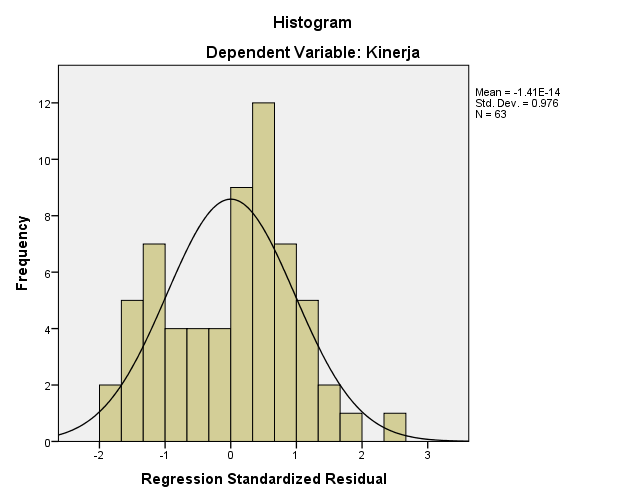 Histogram
Dependent Variable: Kinerja
Mean = -1.41E-14
Std. Dev. = 0.976
N = 63
12
10
8
6
4
2
0
Frequency
-2 -1 0 1 2 3
Regression Standardized Residual